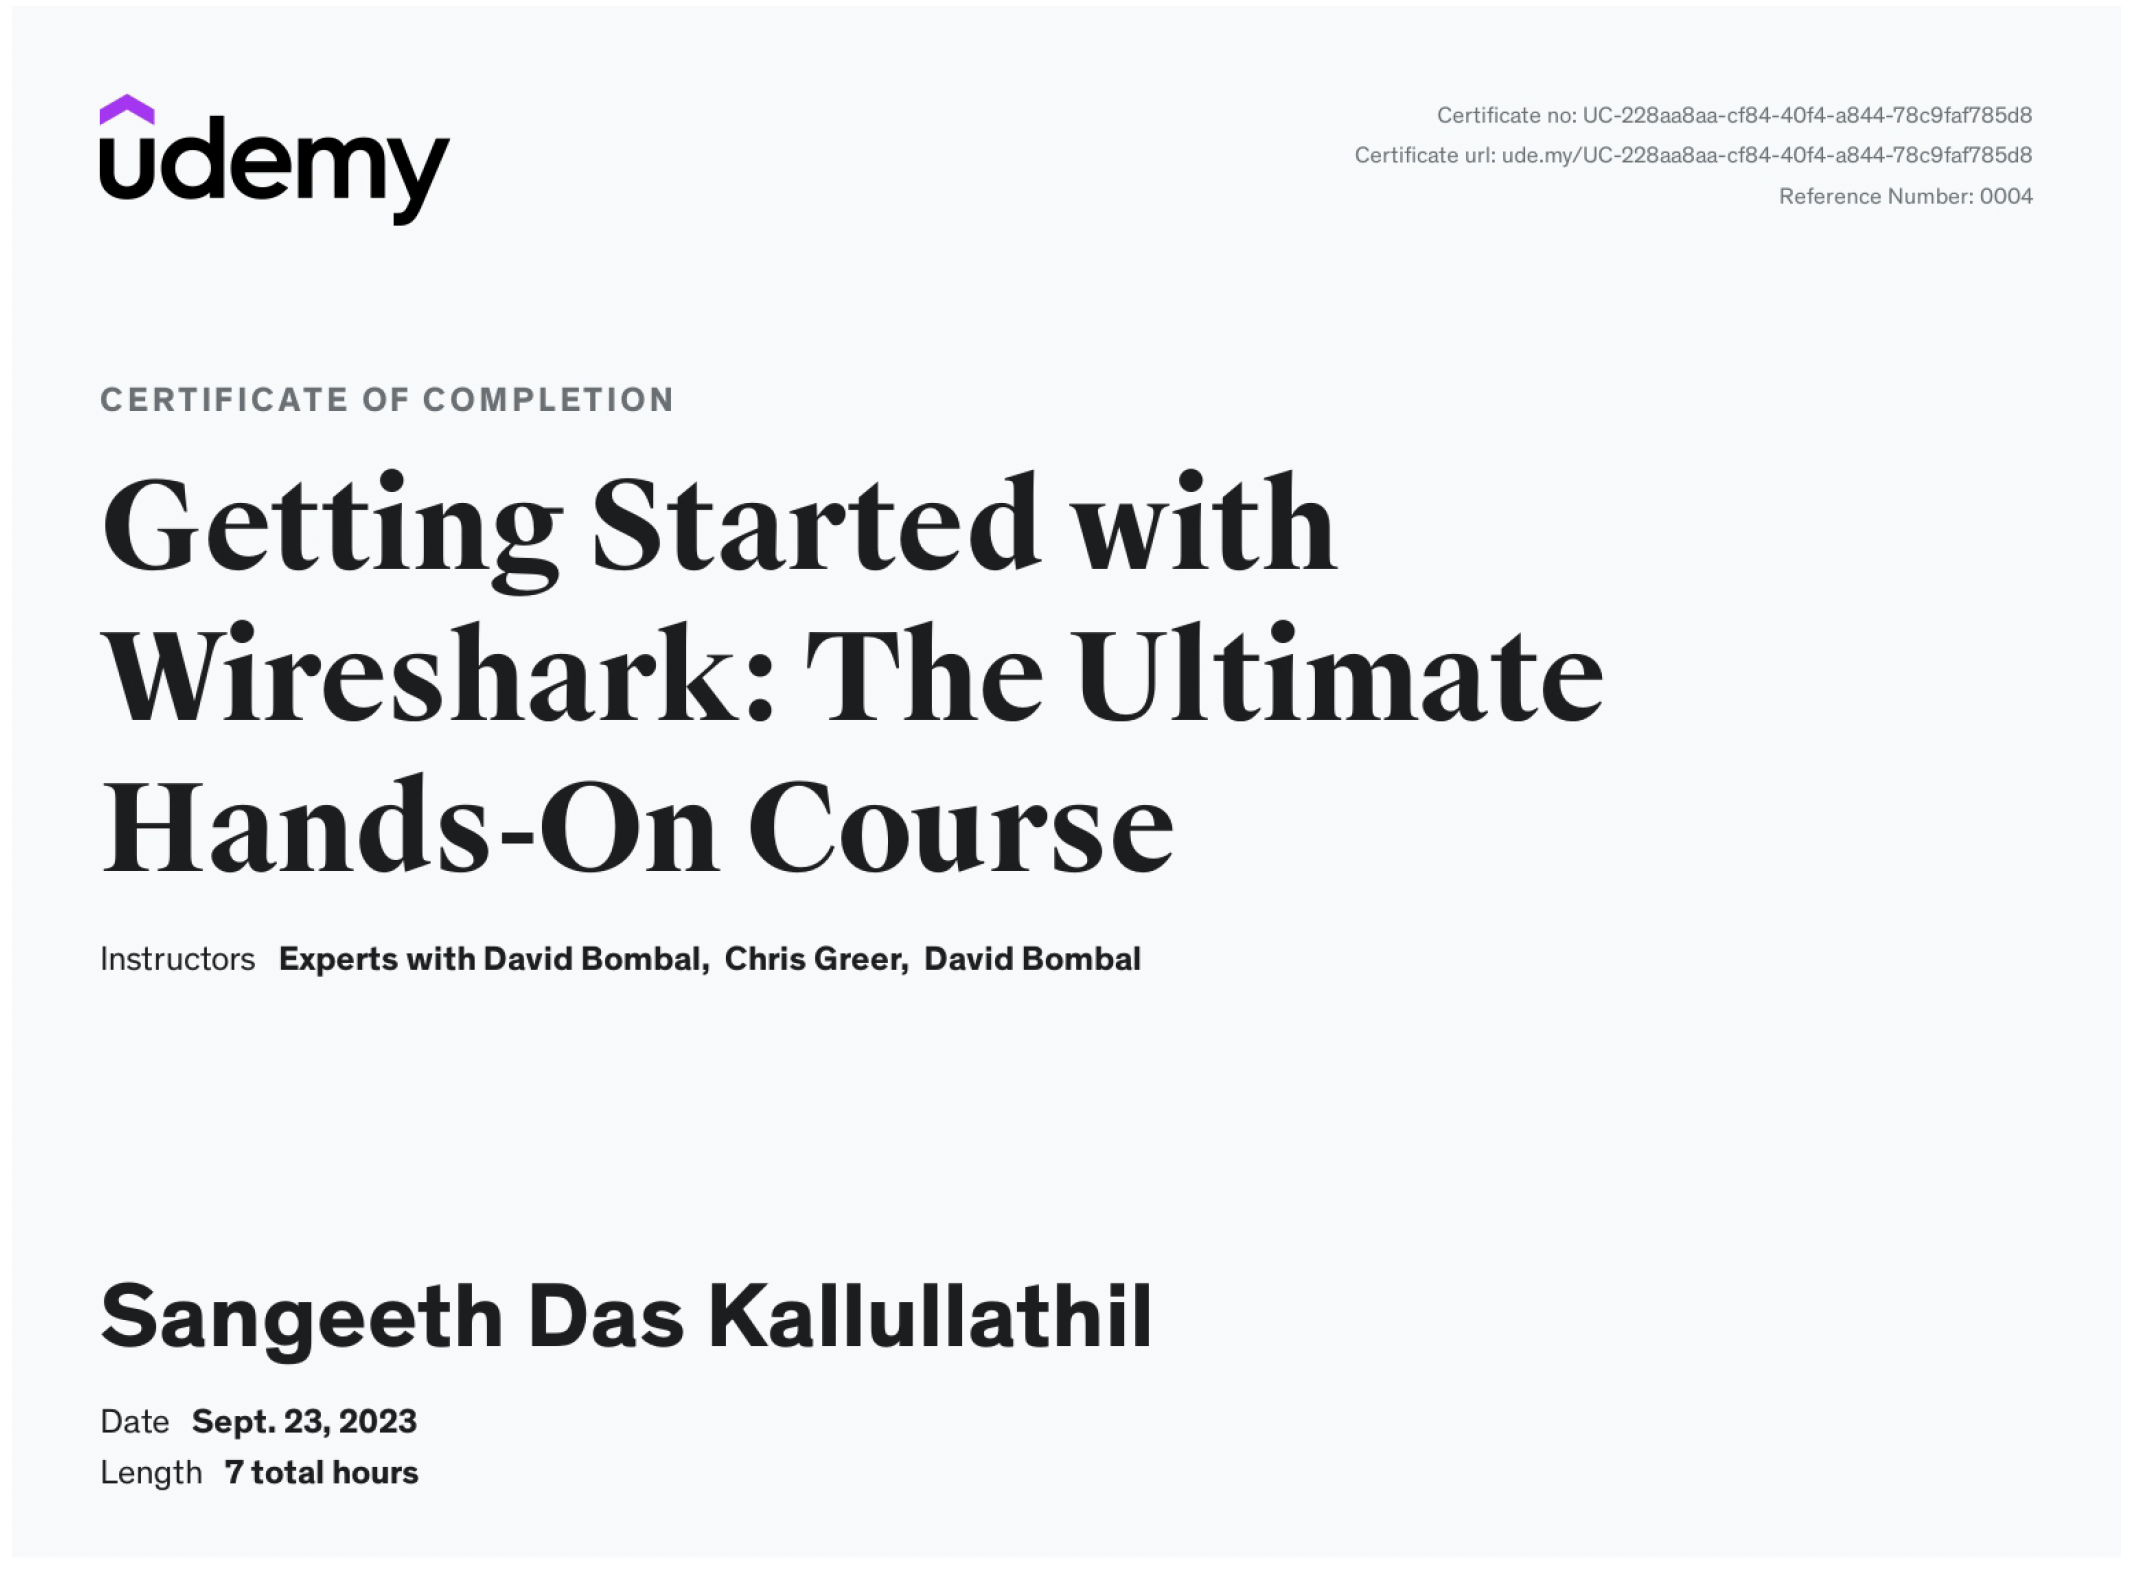 udemy
Certificate no: UC-228aa8aa-cf84-40f4-a844-78c9faf785d8
Certificate url: ude.my/UC-228aa8aa-cf84-40f4-a844-78c9faf785d8
Reference Number: 0004
CERTIFICATE OF COMPLETION
Getting Started with
Wireshark: The Ultimate
Hands-On Course
Instructors Experts with David Bombal, Chris Greer, David Bombal
Sangeeth Das Kallullathil
Date Sept. 23, 2023
Length 7 total hours